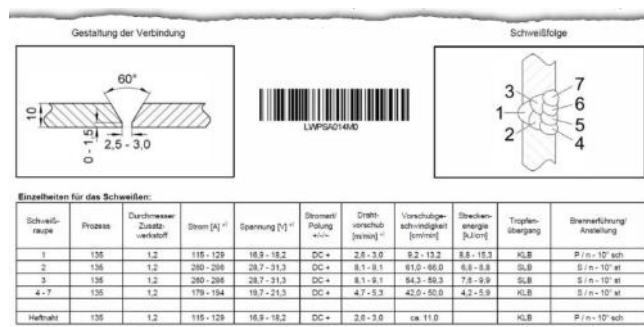 Gestaltung der Verbindung
Schweißfolge
60°
10
0 - 1,5
2,5 - 3,0
LWPSA014M0
3
7
1
6
2
5
4
Einzelheiten für das Schweißen:
Schweiß-raupe Prozess Durchmesser Zusatz-werkstoff Strom [A] Spannung [V] Stromart/Polung +/-/~ Draht-vorschub [m/min] Vorschubge-schwindigkeit [cm/min] Strecken-energie [kJ/cm] Tropfen-übergang Brennerführung/Anstellung
1 135 1,2 115 - 129 16,9 - 18,2 DC + 2,6 - 3,0 9,2 - 13,2 8,8 - 15,3 KLB P / n - 10° sch
2 135 1,2 260 - 286 28,7 - 31,3 DC + 8,1 - 9,1 61,0 - 66,0 6,8 - 8,8 SLB S / n - 10° st
3 135 1,2 260 - 286 28,7 - 31,3 DC + 8,1 - 9,1 54,3 - 59,3 7,6 - 9,9 SLB S / n - 10° st
4 - 7 135 1,2 179 - 194 19,7 - 21,3 DC + 4,7 - 5,3 42,0 - 50,0 4,2 - 5,9 KLB S / n - 10° st
Heftnaht 135 1,2 115 - 129 16,9 - 18,2 DC + 2,6 - 3,0 ca. 11,0 KLB P / n - 10° sch